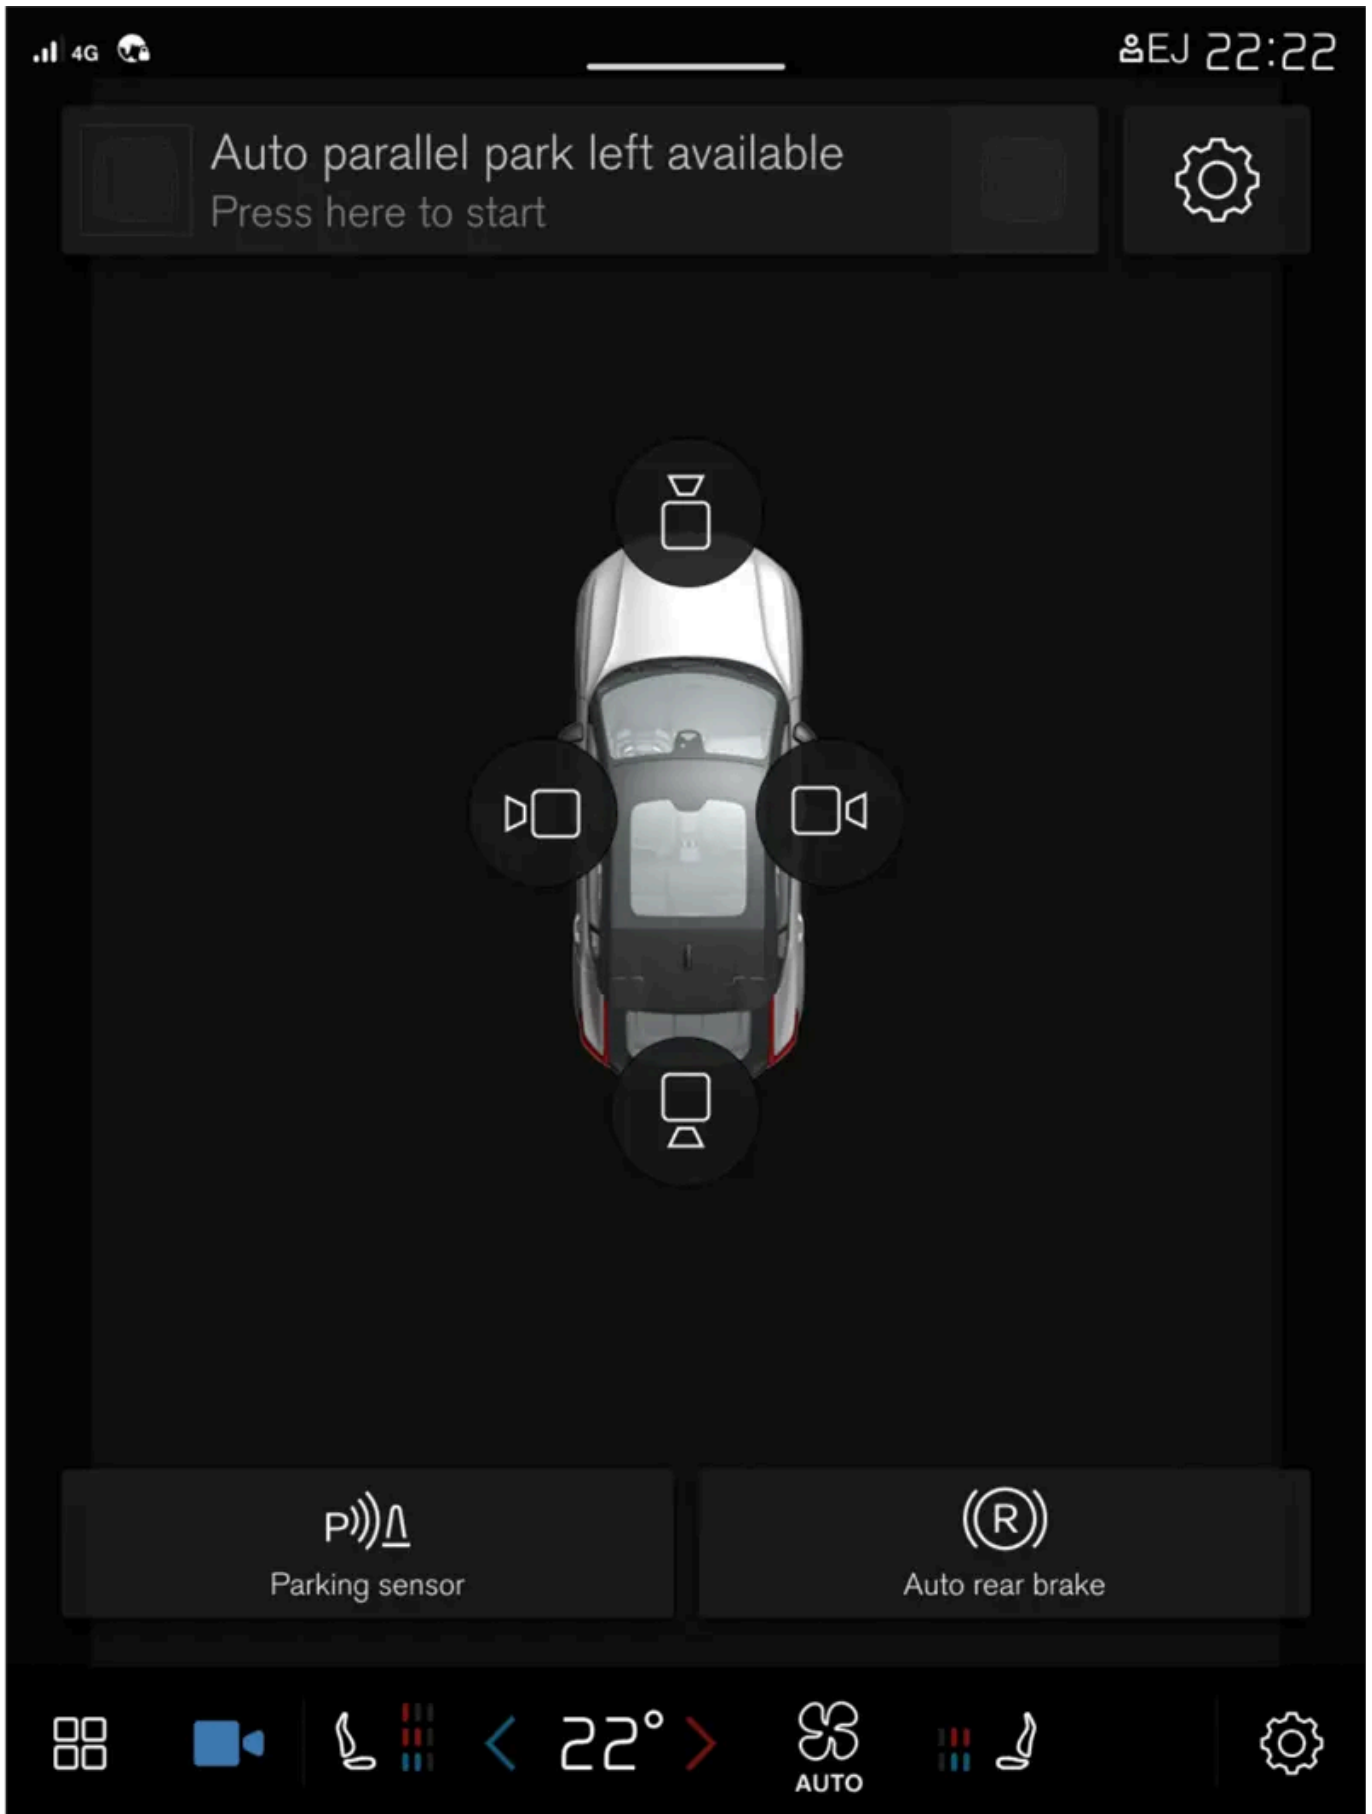 4G
EJ 22:22
Auto parallel park left available
Press here to start
P
Parking sensor
R
Auto rear brake
22°
AUTO